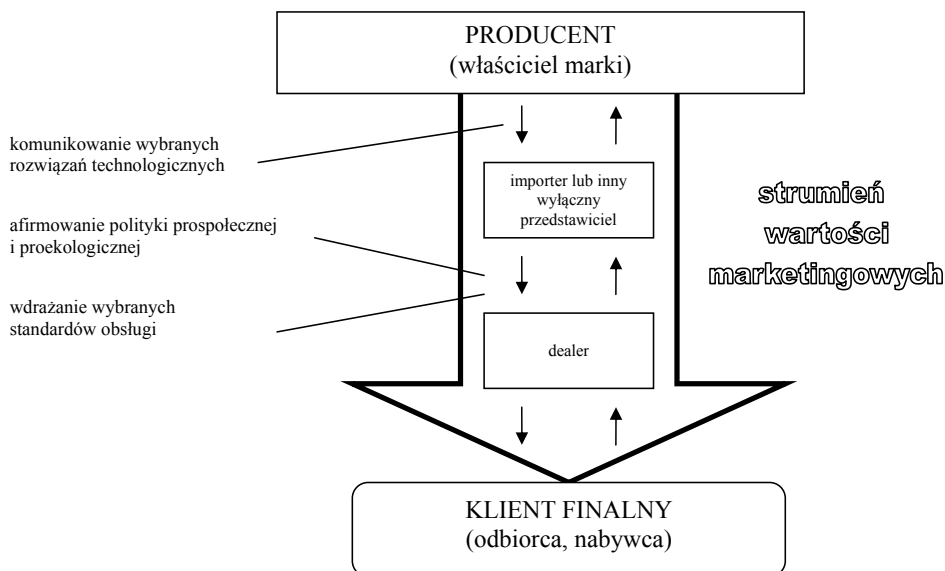 PRODUCENT
(właściciel marki)
komunikowanie wybranych
rozwiązań technologicznych
importer lub inny
wyłączny
przedstawiciel
strumień
wartości
marketingowych
afirmowanie polityki prospołecznej
i proekologicznej
wdrażanie wybranych
standardów obsługi
dealer
KLIENT FINALNY
(odbiorca, nabywca)